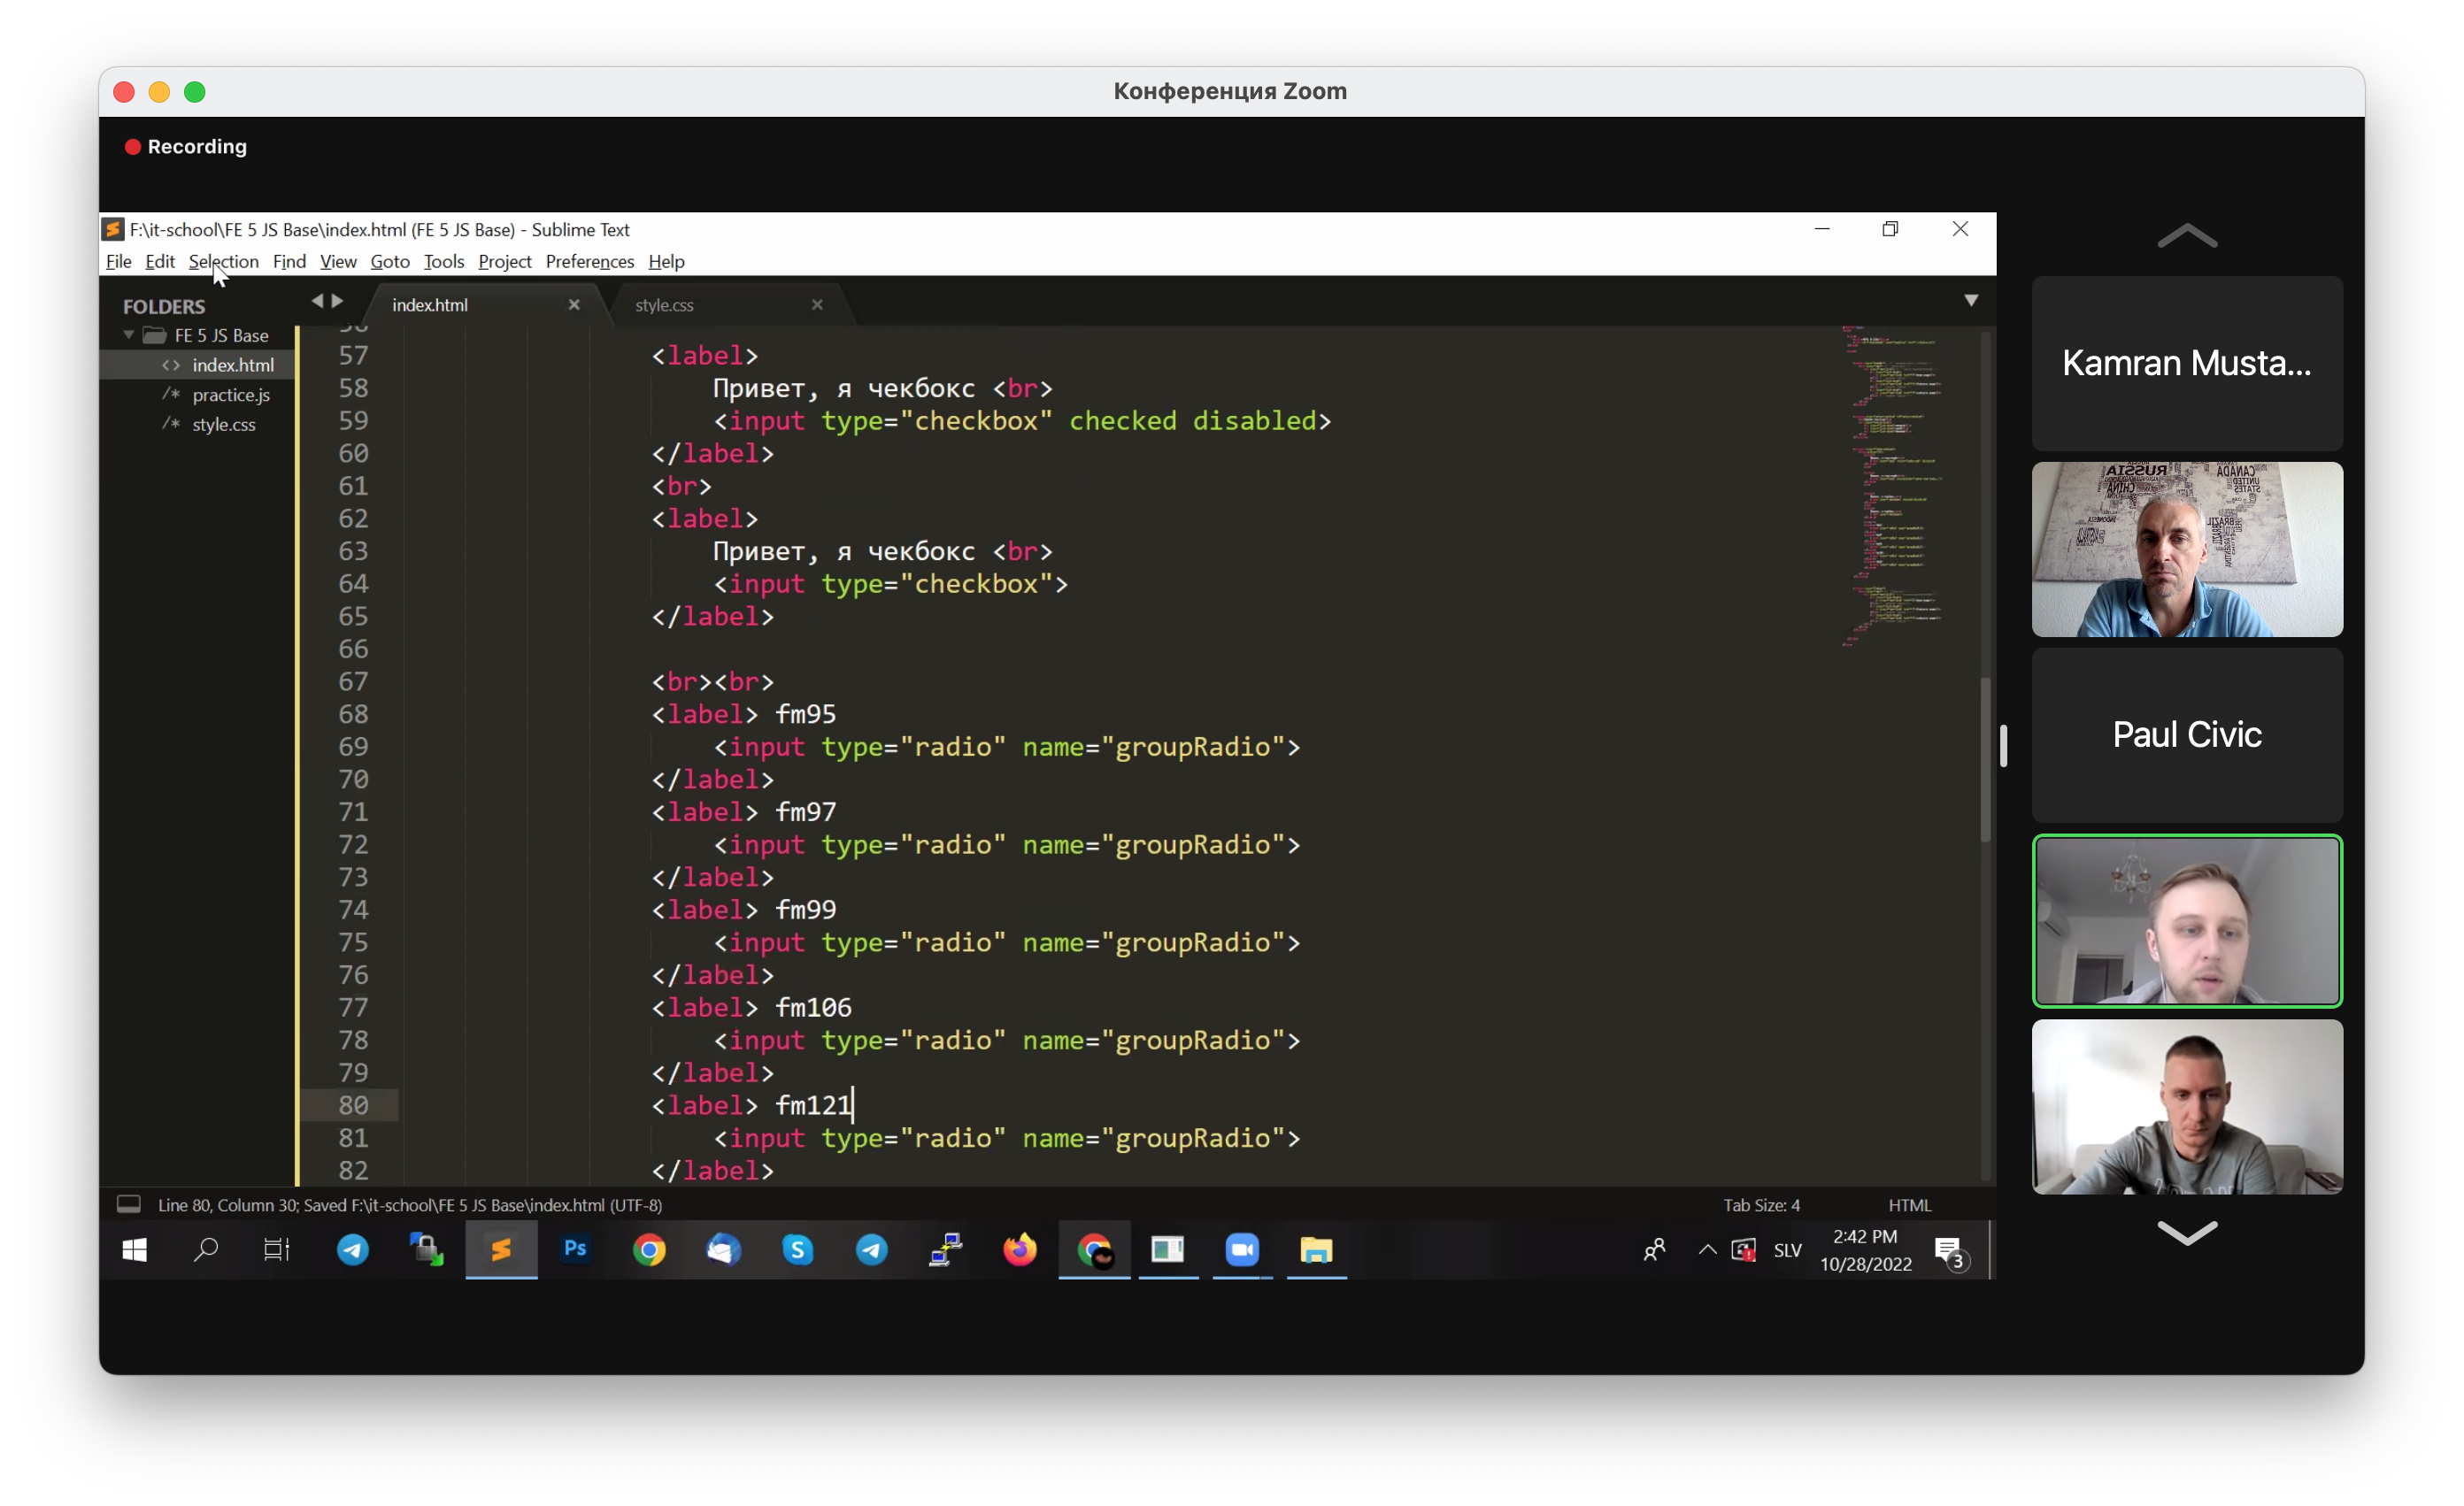 Конференция Zoom
Recording
F:\it-school\FE 5 JS Base\index.html (FE 5 JS Base) - Sublime Text
File Edit Selection Find View Goto Tools Project Preferences Help
FOLDERS
FE 5 JS Base
<> index.html
/* practice.js
/* style.css
index.html
style.css
56
57 <label>
58 Привет, я чекбокс <br>
59 <input type="checkbox" checked disabled>
60 </label>
61 <br>
62 <label>
63 Привет, я чекбокс <br>
64 <input type="checkbox">
65 </label>
66
67 <br><br>
68 <label> fm95
69 <input type="radio" name="groupRadio">
70 </label>
71 <label> fm97
72 <input type="radio" name="groupRadio">
73 </label>
74 <label> fm99
75 <input type="radio" name="groupRadio">
76 </label>
77 <label> fm106
78 <input type="radio" name="groupRadio">
79 </label>
80 <label> fm121
81 <input type="radio" name="groupRadio">
82 </label>
Line 80, Column 30; Saved F:\it-school\FE 5 JS Base\index.html (UTF-8)
Tab Size: 4
HTML
Ps
S
SLV
2:42 PM
10/28/2022
3
Kamran Musta...
RUSSIA
CANADA
UNITED
STATES
CHINA
BRAZIL
Paul Civic